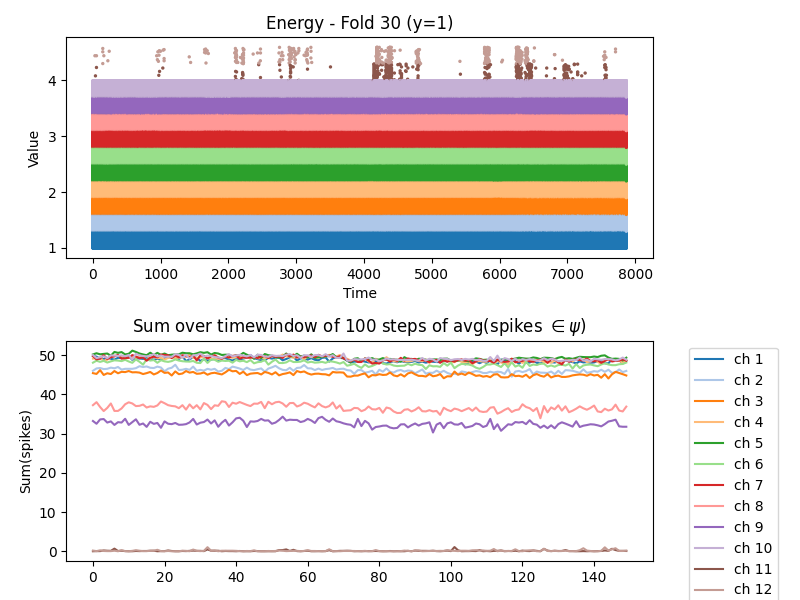 Energy - Fold 30 (y=1)
4
3
2
1
Value
0 1000 2000 3000 4000 5000 6000 7000 8000
Time
Sum over timewindow of 100 steps of avg(spikes ∈ ψ)
50
40
30
20
10
0
Sum(spikes)
0 20 40 60 80 100 120 140
ch 1
ch 2
ch 3
ch 4
ch 5
ch 6
ch 7
ch 8
ch 9
ch 10
ch 11
ch 12